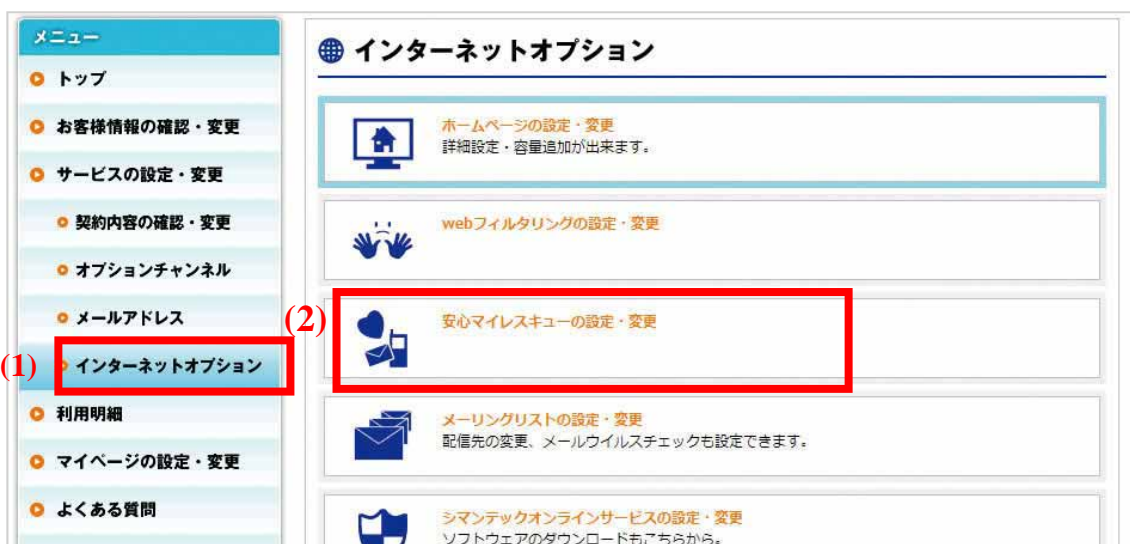 メニュー
トップ
お客様情報の確認・変更
サービスの設定・変更
契約内容の確認・変更
オプションチャンネル
メールアドレス
(1)
インターネットオプション
利用明細
マイページの設定・変更
よくある質問
インターネットオプション
ホームページの設定・変更
詳細設定・容量追加が出来ます。
webフィルタリングの設定・変更
(2)
安心マイレスキューの設定・変更
メーリングリストの設定・変更
配信先の変更、メールウイルスチェックも設定できます。
シマンテックオンラインサービスの設定・変更
ソフトウェアのダウンロードもこちらから。